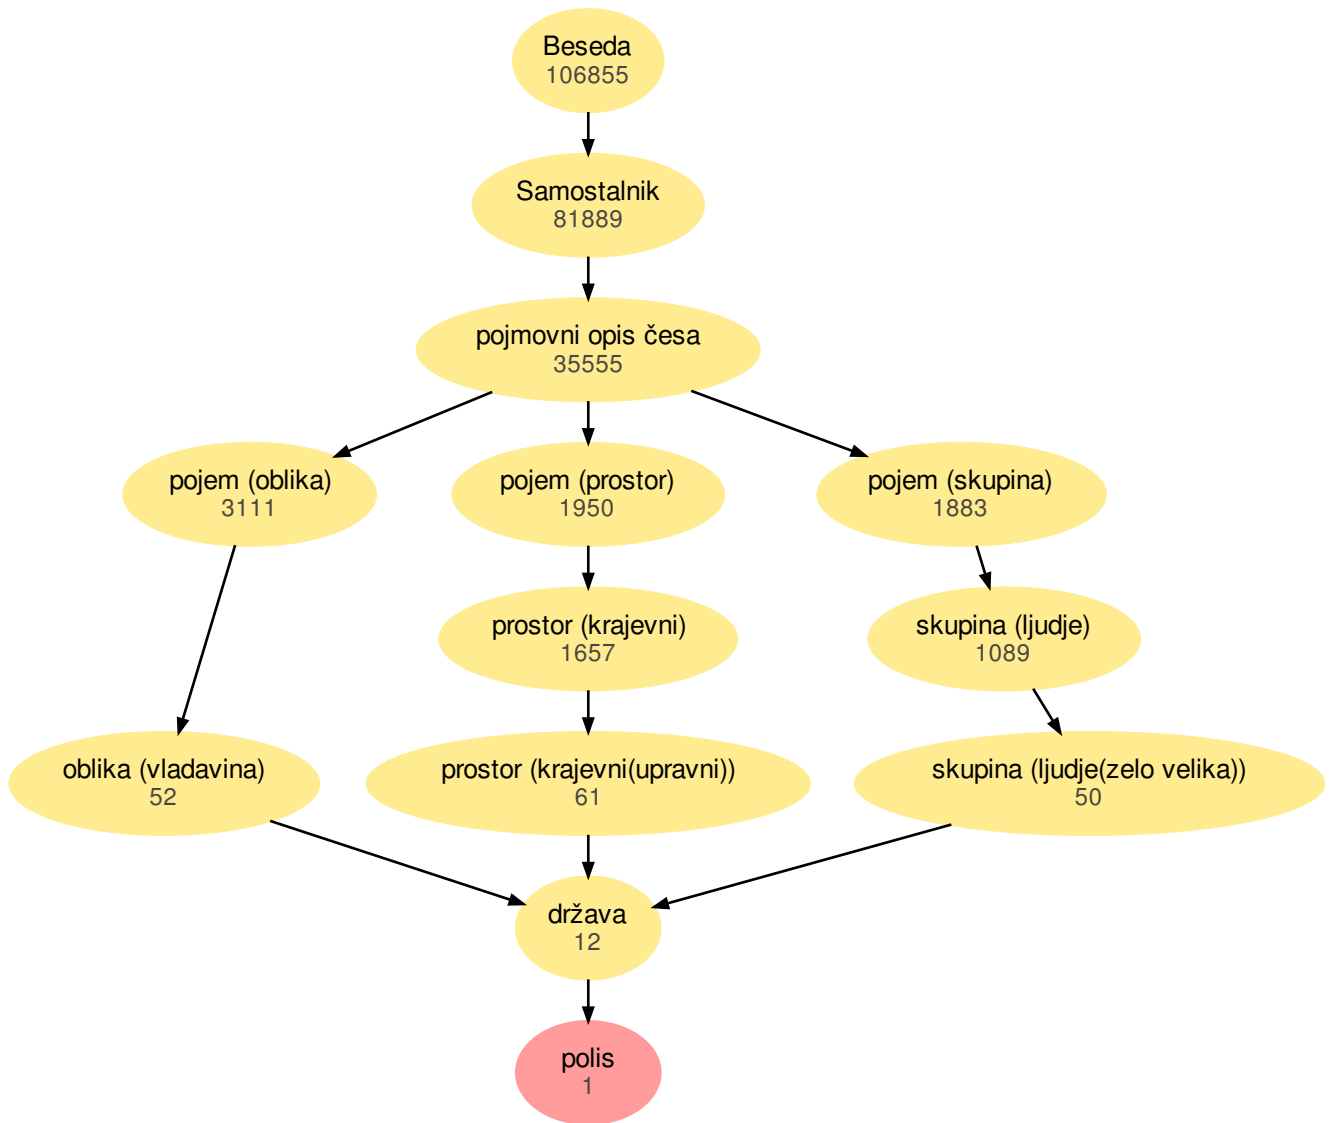 Beseda
106855
Samostalnik
81889
pojmovni opis česa
35555
pojem (oblika)
3111
pojem (prostor)
1950
pojem (skupina)
1883
prostor (krajevni)
1657
skupina (ljudje)
1089
oblika (vladavina)
52
prostor (krajevni(upravni))
61
skupina (ljudje(zelo velika))
50
država
12
polis
1